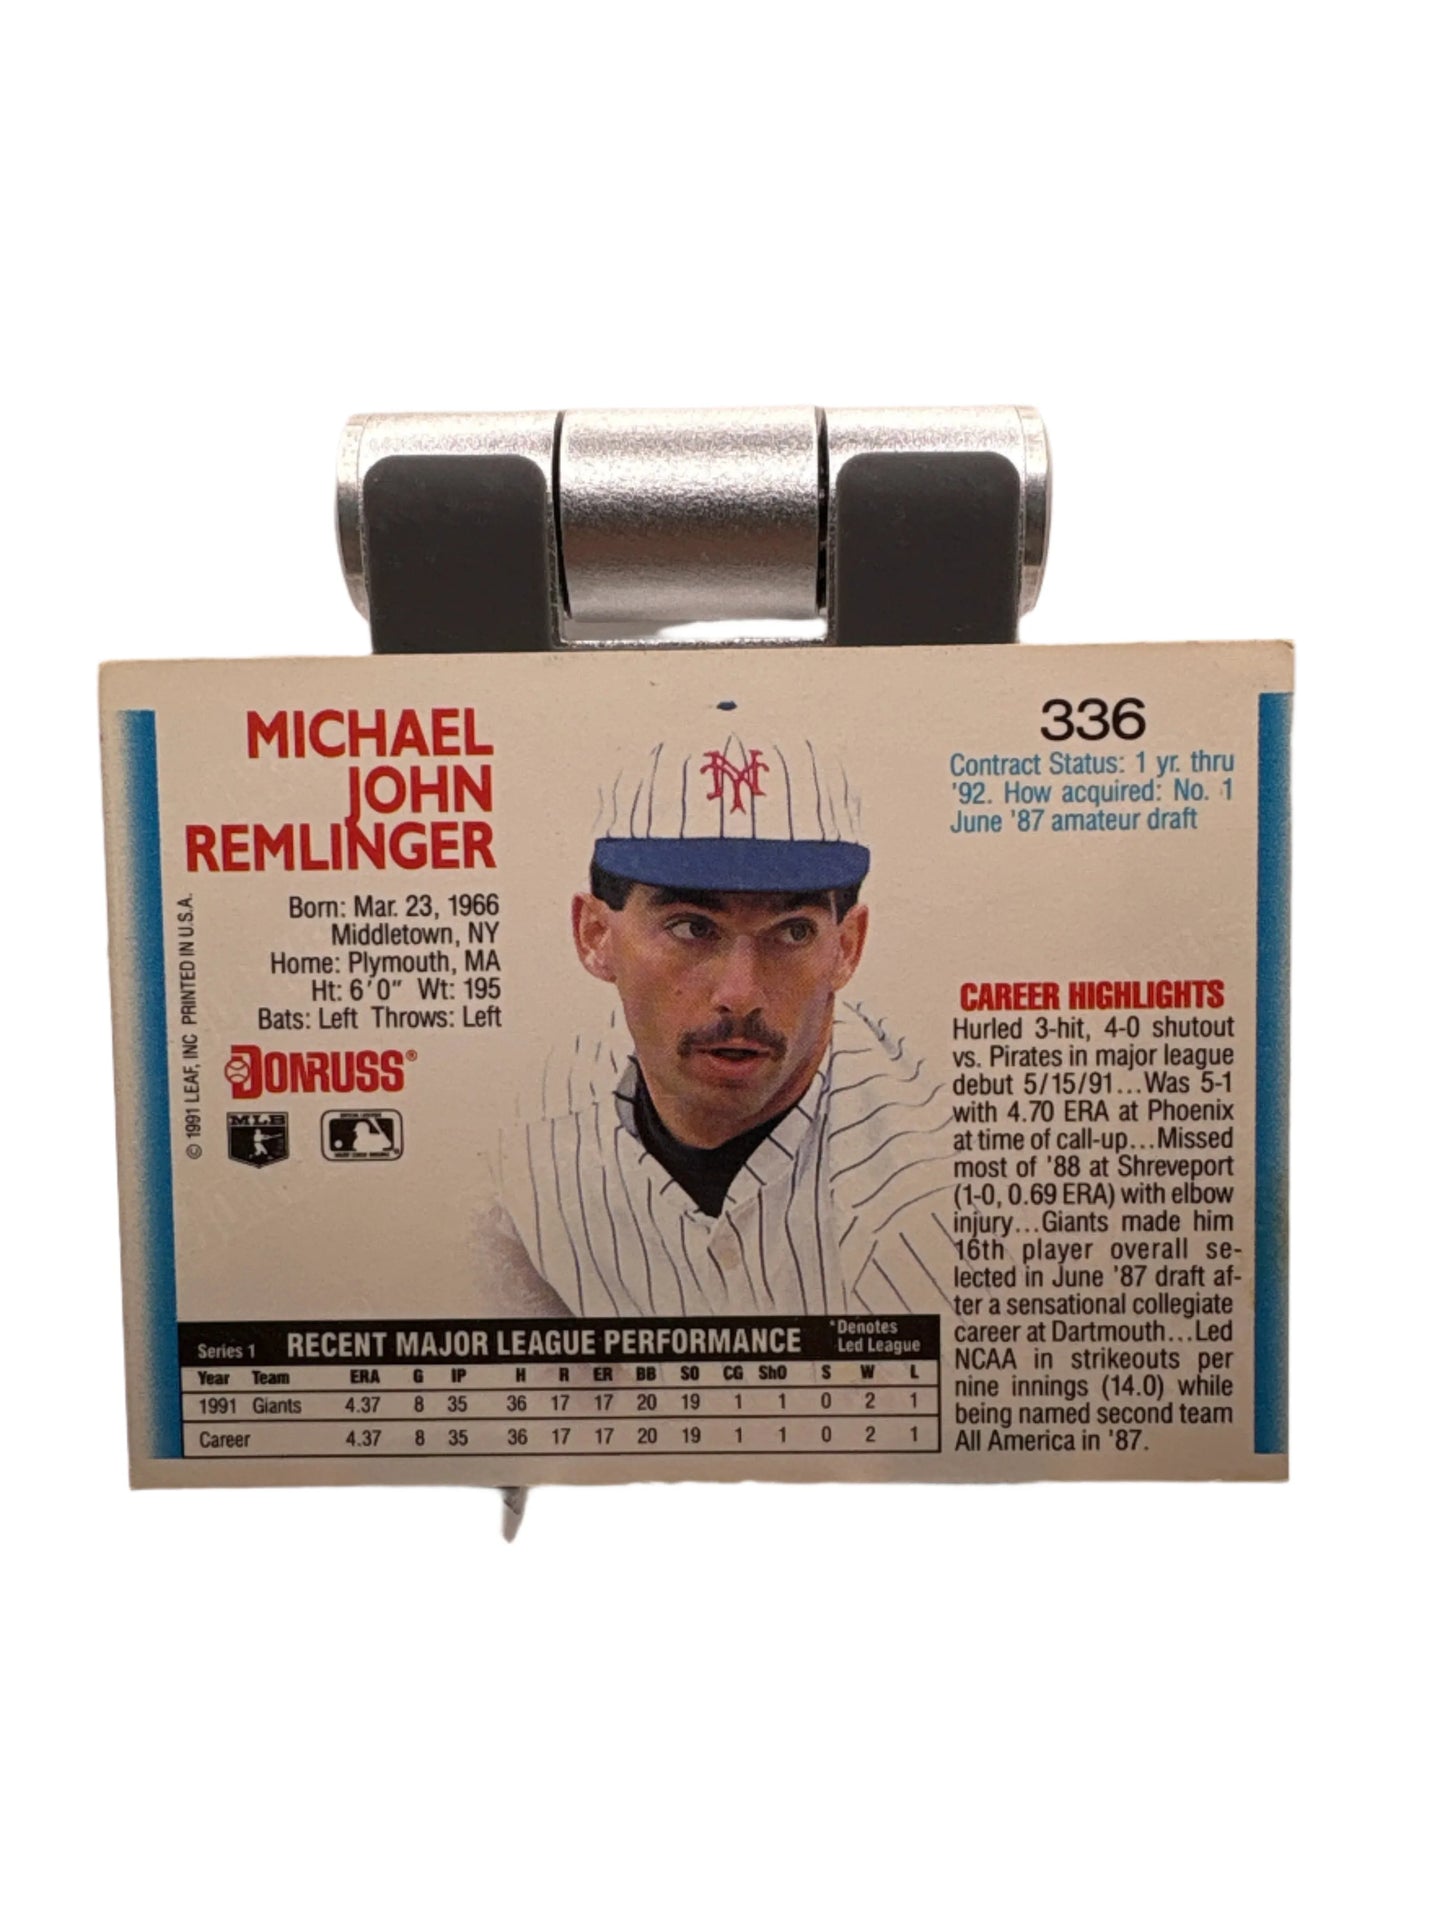 MICHAEL
JOHN
REMLINGER
Born: Mar. 23, 1966
Middletown, NY
Home: Plymouth, MA
Ht: 6'0" Wt: 195
Bats: Left Throws: Left
DONRUSS®
MLB
© 1991 LEAF, INC PRINTED IN U.S.A.
NY
336
Contract Status: 1 yr. thru
'92. How acquired: No. 1
June '87 amateur draft
CAREER HIGHLIGHTS
Hurled 3-hit, 4-0 shutout
vs. Pirates in major league
debut 5/15/91...Was 5-1
with 4.70 ERA at Phoenix
at time of call-up...Missed
most of '88 at Shreveport
(1-0, 0.69 ERA) with elbow
injury...Giants made him
16th player overall se-
lected in June '87 draft af-
ter a sensational collegiate
career at Dartmouth...Led
NCAA in strikeouts per
nine innings (14.0) while
being named second team
All America in '87.
Series 1 RECENT MAJOR LEAGUE PERFORMANCE *Denotes
Led League
Year Team ERA G IP H R ER BB SO CG ShO S W L
1991 Giants 4.37 8 35 36 17 17 20 19 1 1 0 2 1
Career 4.37 8 35 36 17 17 20 19 1 1 0 2 1